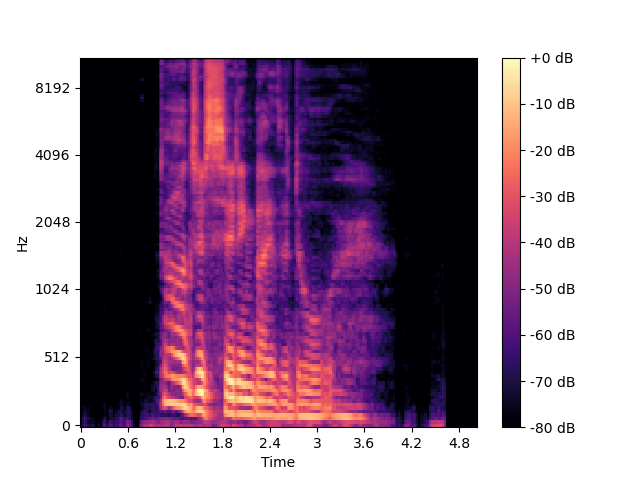 +0 dB
8192
-10 dB
4096
-20 dB
-30 dB
2048
-40 dB
Hz
1024
-50 dB
512
-60 dB
-70 dB
0
-80 dB
0 0.6 1.2 1.8 2.4 3 3.6 4.2 4.8
Time